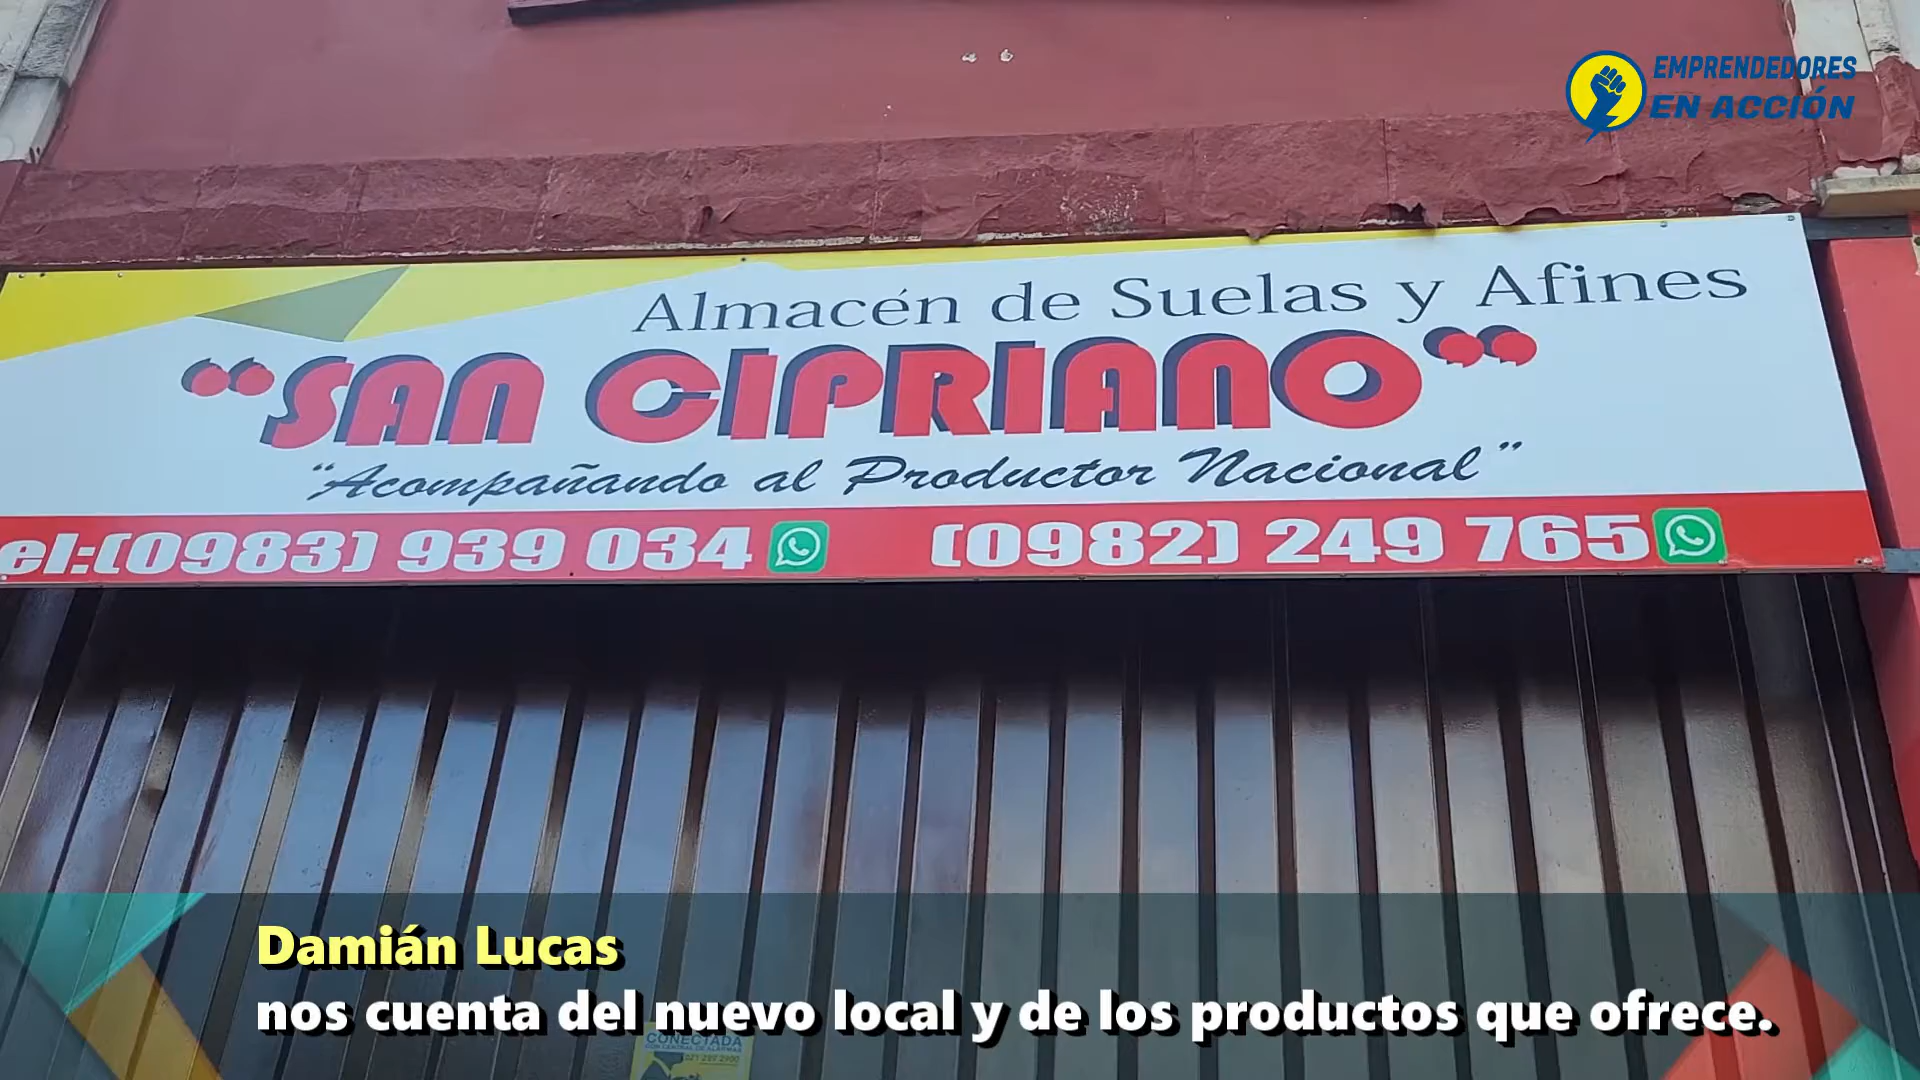 EMPRENDEDORES
EN ACCIÓN
Almacén de Suelas y Afines
“SAN CIPRIANO”
“Acompañando al Productor Nacional”
el:(0983) 939 034 (0982) 249 765
Damián Lucas
nos cuenta del nuevo local y de los productos que ofrece.
CONECTADA